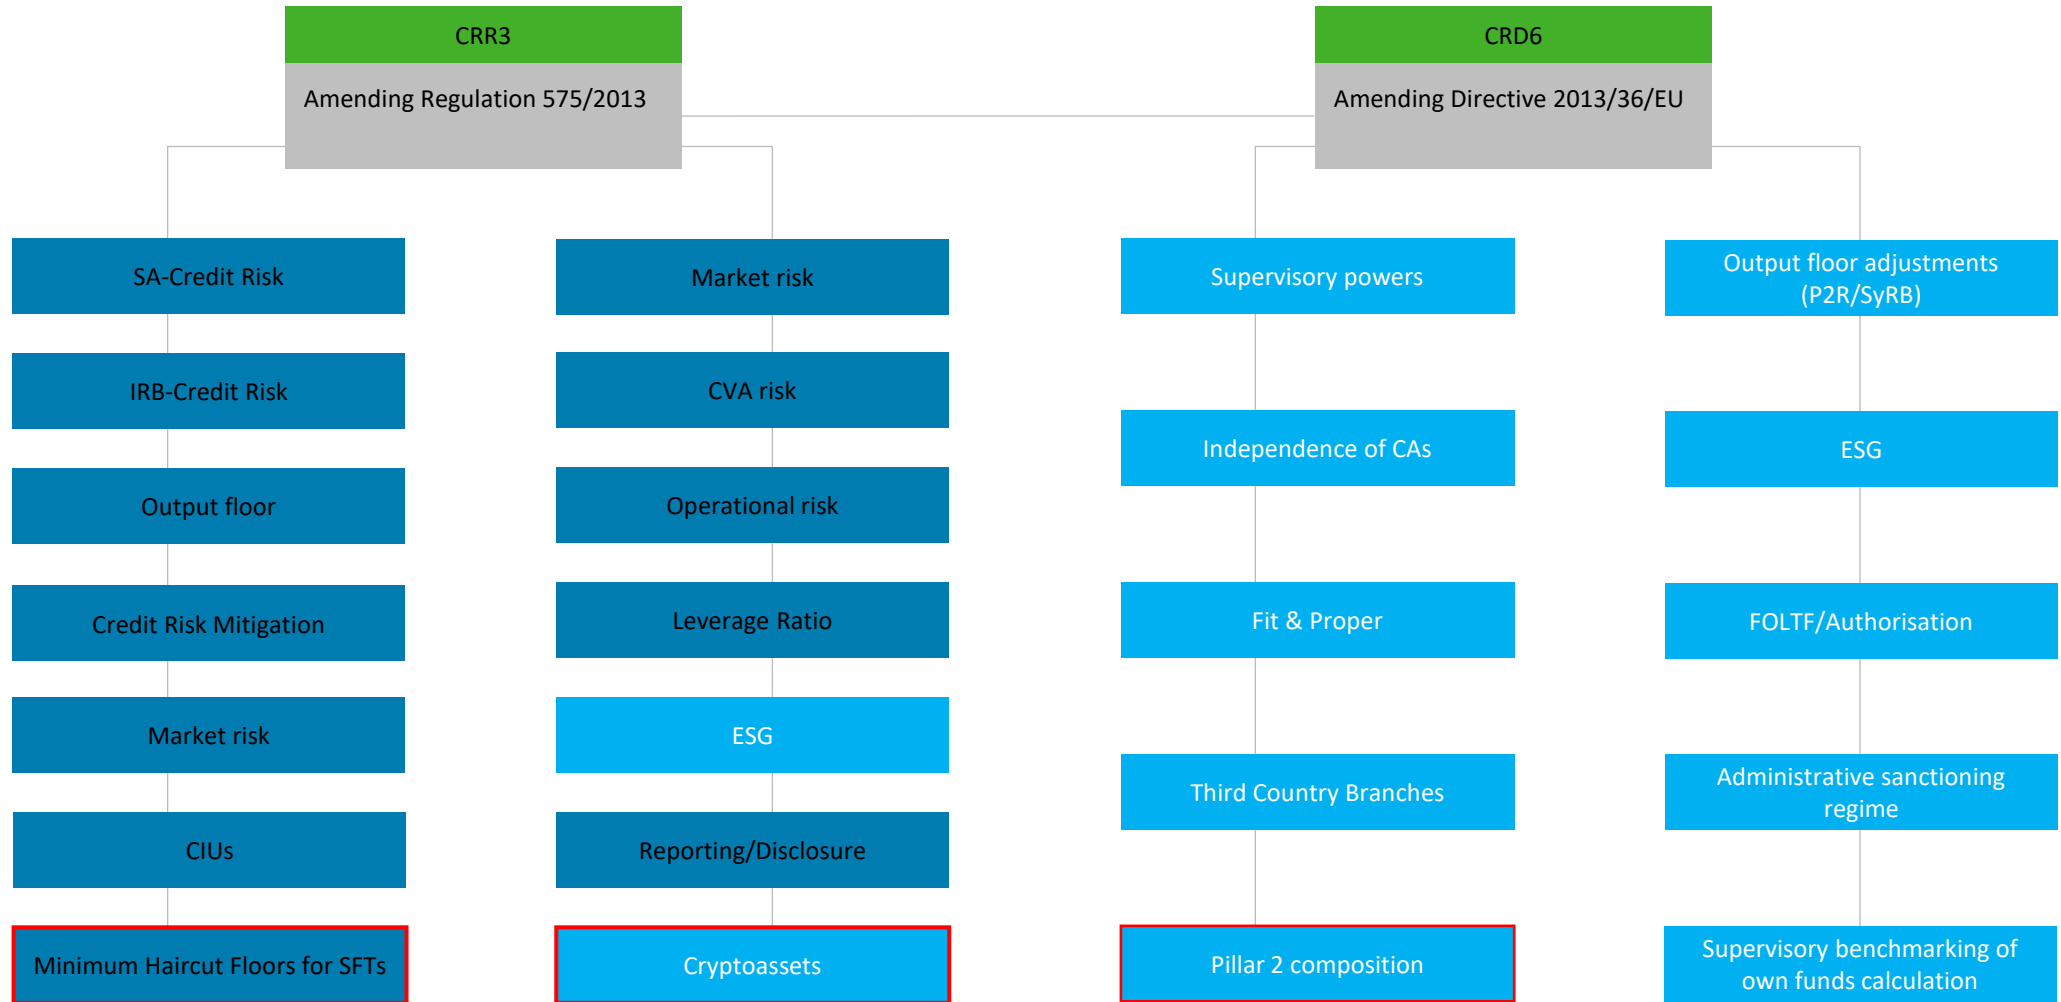 CRR3
Amending Regulation 575/2013
CRD6
Amending Directive 2013/36/EU
SA-Credit Risk
IRB-Credit Risk
Output floor
Credit Risk Mitigation
Market risk
CIUs
Minimum Haircut Floors for SFTs
Market risk
CVA risk
Operational risk
Leverage Ratio
ESG
Reporting/Disclosure
Cryptoassets
Supervisory powers
Independence of CAs
Fit & Proper
Third Country Branches
Pillar 2 composition
Output floor adjustments
(P2R/SyRB)
ESG
FOLTF/Authorisation
Administrative sanctioning
regime
Supervisory benchmarking of
own funds calculation